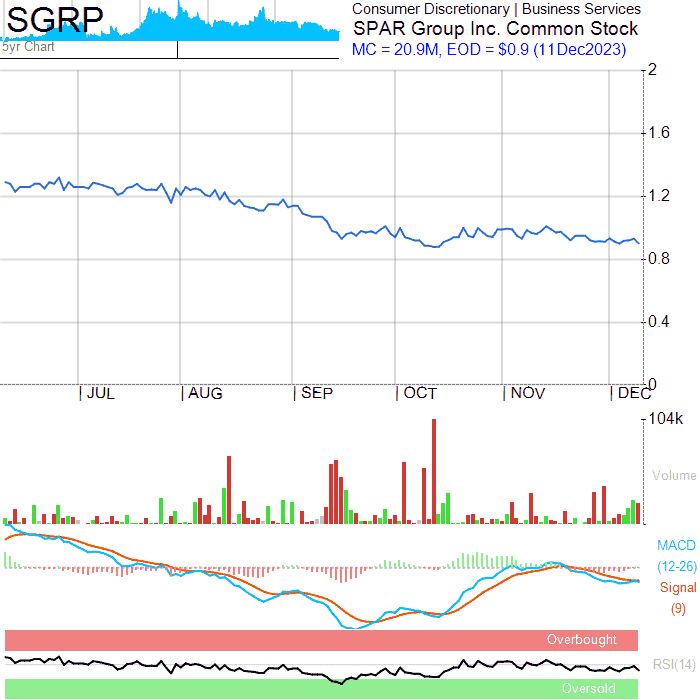 SGRP
5yr Chart
Consumer Discretionary | Business Services
SPAR Group Inc. Common Stock
MC = 20.9M, EOD = $0.9 (11Dec2023)
2
1.6
1.2
0.8
0.4
0
JUL
AUG
SEP
OCT
NOV
DEC
104k
Volume
MACD
(12-26)
Signal
(9)
Overbought
RSI(14)
Oversold